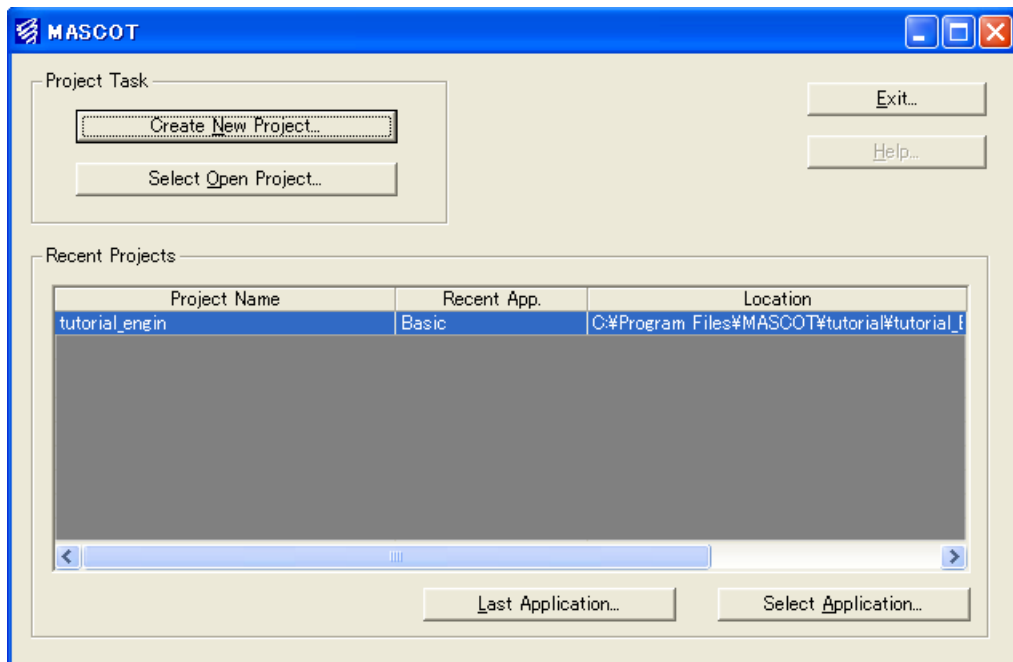 MASCOT
Project Task
Create New Project...
Select Open Project...
Exit...
Help...
Recent Projects
Project Name Recent App. Location
tutorial_engin Basic C:¥Program Files¥MASCOT¥tutorial¥tutorial_
Last Application...
Select Application...